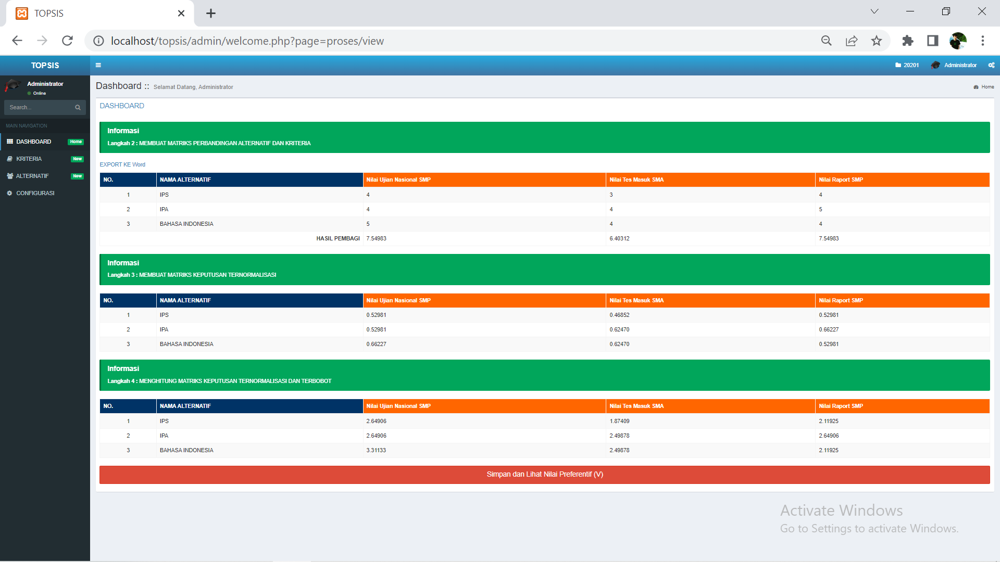 TOPSIS
localhost/topsis/admin/welcome.php?page=proses/view
TOPSIS
20201 Administrator
Administrator
Online
Search...
MAIN NAVIGATION
DASHBOARD Home
KRITERIA New
ALTERNATIF New
CONFIGURASI
Dashboard :: Selamat Datang, Administrator
Home
DASHBOARD
Informasi
Langkah 2 : MEMBUAT MATRIKS PERBANDINGAN ALTERNATIF DAN KRITERIA
EXPORT KE Word
NO. NAMA ALTERNATIF Nilai Ujian Nasional SMP Nilai Tes Masuk SMA Nilai Raport SMP
1 IPS 4 3 4
2 IPA 4 4 5
3 BAHASA INDONESIA 5 4 4
HASIL PEMBAGI 7.54983 6.40312 7.54983
Informasi
Langkah 3 : MEMBUAT MATRIKS KEPUTUSAN TERNORMALISASI
NO. NAMA ALTERNATIF Nilai Ujian Nasional SMP Nilai Tes Masuk SMA Nilai Raport SMP
1 IPS 0.52981 0.46852 0.52981
2 IPA 0.52981 0.62470 0.66227
3 BAHASA INDONESIA 0.66227 0.62470 0.52981
Informasi
Langkah 4 : MENGHITUNG MATRIKS KEPUTUSAN TERNORMALISASI DAN TERBOBOT
NO. NAMA ALTERNATIF Nilai Ujian Nasional SMP Nilai Tes Masuk SMA Nilai Raport SMP
1 IPS 2.64906 1.87409 2.11925
2 IPA 2.64906 2.49878 2.64906
3 BAHASA INDONESIA 3.31133 2.49878 2.11925
Simpan dan Lihat Nilai Preferentif (V)
Activate Windows
Go to Settings to activate Windows.